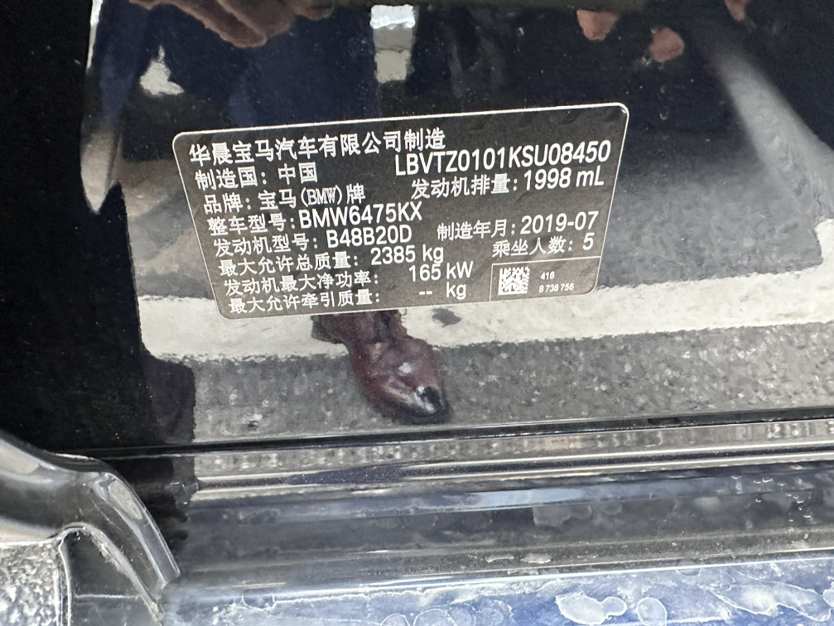 华晨宝马汽车有限公司制造
制造国: 中国 LBVTZ0101KSU08450
品牌: 宝马(BMW)牌 发动机排量: 1998 mL
整车型号: BMW6475KX
发动机型号: B48B20D 制造年月: 2019-07
最大允许总质量: 2385 kg 乘坐人数: 5
发动机最大净功率: 165 kW
最大允许牵引质量: -- kg
416
8 738 756